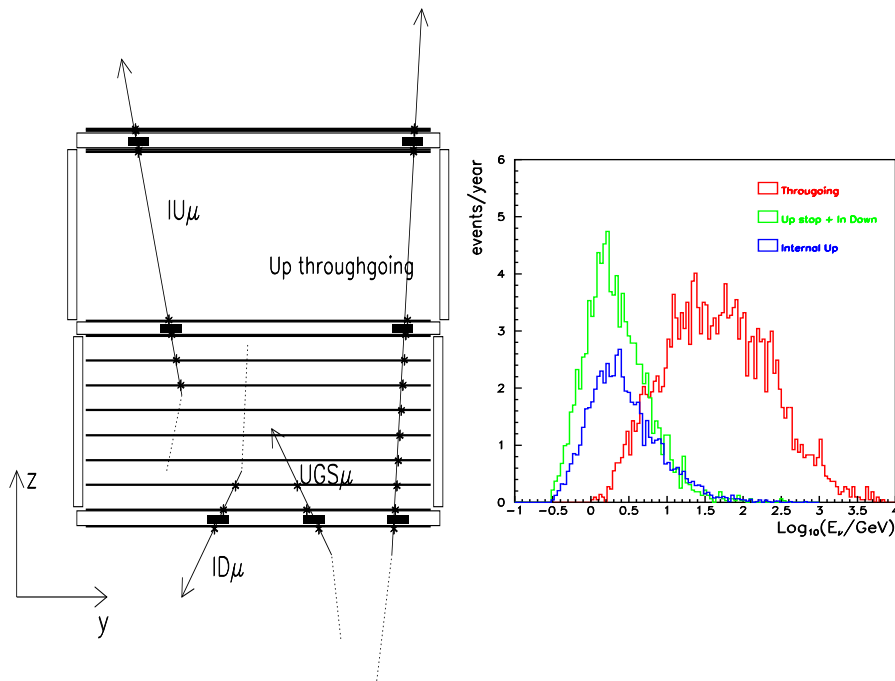 IUμ
Up throughgoing
UGSμ
IDμ
z
y
events/year
6
5
4
3
2
1
0
-1
-0.5
0
0.5
1
1.5
2
2.5
3
3.5
4
Log10(Eν/GeV)
Througoing
Up stop + In Down
Internal Up